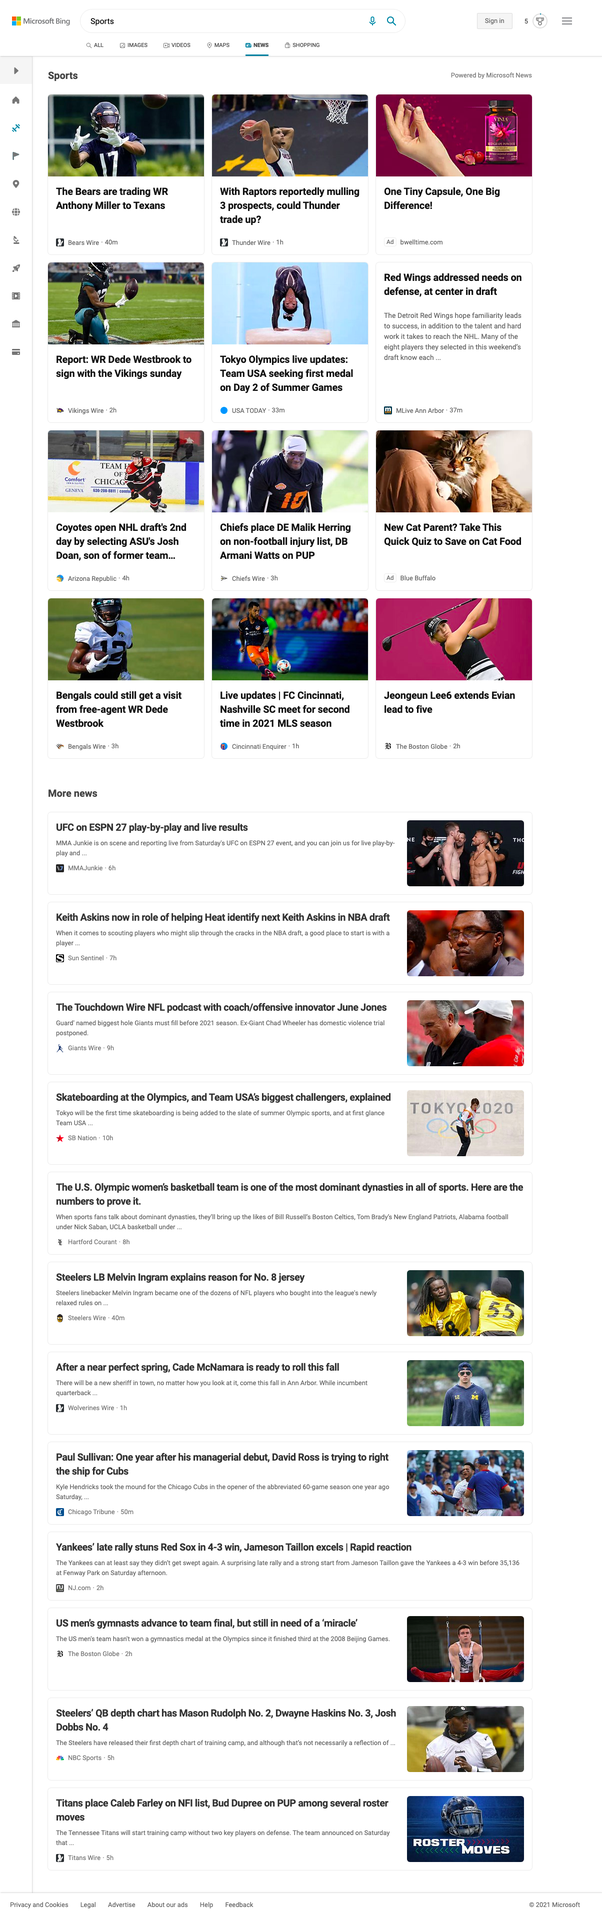 Microsoft Bing
Sports
Sign in
5
ALL
IMAGES
VIDEOS
MAPS
NEWS
SHOPPING
Sports
Powered by Microsoft News
17
The Bears are trading WR
Anthony Miller to Texans
Bears Wire · 40m
With Raptors reportedly mulling
3 prospects, could Thunder
trade up?
Thunder Wire · 1h
One Tiny Capsule, One Big
Difference!
Ad bwelltime.com
Report: WR Dede Westbrook to
sign with the Vikings sunday
Vikings Wire · 2h
Tokyo Olympics live updates:
Team USA seeking first medal
on Day 2 of Summer Games
USA TODAY · 33m
Red Wings addressed needs on
defense, at center in draft
The Detroit Red Wings hope familiarity leads
to success, in addition to the talent and hard
work it takes to reach the NHL. Many of the
eight players they selected in this weekend's
draft know each ...
MLive Ann Arbor · 37m
Comfort
GENEVA
TEAM I
OF
CHICAG
Coyotes open NHL draft's 2nd
day by selecting ASU's Josh
Doan, son of former team...
Arizona Republic · 4h
10
Chiefs place DE Malik Herring
on non-football injury list, DB
Armani Watts on PUP
Chiefs Wire · 3h
New Cat Parent? Take This
Quick Quiz to Save on Cat Food
Ad Blue Buffalo
12
Bengals could still get a visit
from free-agent WR Dede
Westbrook
Bengals Wire · 3h
Live updates | FC Cincinnati,
Nashville SC meet for second
time in 2021 MLS season
Cincinnati Enquirer · 1h
Jeongeun Lee6 extends Evian
lead to five
The Boston Globe · 2h
More news
UFC on ESPN 27 play-by-play and live results
MMA Junkie is on scene and reporting live from Saturday's UFC on ESPN 27 event, and you can join us for live play-by-
play and ...
MMAJunkie · 6h
Keith Askins now in role of helping Heat identify next Keith Askins in NBA draft
When it comes to scouting players who might slip through the cracks in the NBA draft, a good place to start is with a
player ...
Sun Sentinel · 7h
The Touchdown Wire NFL podcast with coach/offensive innovator June Jones
Guard' named biggest hole Giants must fill before 2021 season. Ex-Giant Chad Wheeler has domestic violence trial
postponed.
Giants Wire · 9h
Skateboarding at the Olympics, and Team USA's biggest challengers, explained
Tokyo will be the first time skateboarding is being added to the slate of summer Olympic sports, and at first glance
Team USA ...
SB Nation · 10h
TOKYO 2020
The U.S. Olympic women's basketball team is one of the most dominant dynasties in all of sports. Here are the
numbers to prove it.
When sports fans talk about dominant dynasties, they'll bring up the likes of Bill Russell's Boston Celtics, Tom Brady's New England Patriots, Alabama football
under Nick Saban, UCLA basketball under ...
Hartford Courant · 8h
Steelers LB Melvin Ingram explains reason for No. 8 jersey
Steelers linebacker Melvin Ingram became one of the dozens of NFL players who bought into the league's newly
relaxed rules on ...
Steelers Wire · 40m
8
55
After a near perfect spring, Cade McNamara is ready to roll this fall
There will be a new sheriff in town, no matter how you look at it, come this fall in Ann Arbor. While incumbent
quarterback ...
Wolverines Wire · 1h
Paul Sullivan: One year after his managerial debut, David Ross is trying to right
the ship for Cubs
Kyle Hendricks took the mound for the Chicago Cubs in the opener of the abbreviated 60-game season one year ago
Saturday, ...
Chicago Tribune · 50m
Yankees' late rally stuns Red Sox in 4-3 win, Jameson Taillon excels | Rapid reaction
The Yankees can at least say they didn't get swept again. A surprising late rally and a strong start from Jameson Taillon gave the Yankees a 4-3 win before 35,136
at Fenway Park on Saturday afternoon.
NJ.com · 2h
US men's gymnasts advance to team final, but still in need of a 'miracle'
The US men's team hasn't won a gymnastics medal at the Olympics since it finished third at the 2008 Beijing Games.
The Boston Globe · 2h
Steelers' QB depth chart has Mason Rudolph No. 2, Dwayne Haskins No. 3, Josh
Dobbs No. 4
The Steelers have released their first depth chart of training camp, and although that's not necessarily a reflection of ...
NBC Sports · 5h
Titans place Caleb Farley on NFI list, Bud Dupree on PUP among several roster
moves
The Tennessee Titans will start training camp without two key players on defense. The team announced on Saturday
that ...
Titans Wire · 5h
ROSTER
MOVES
Privacy and Cookies
Legal
Advertise
About our ads
Help
Feedback
© 2021 Microsoft